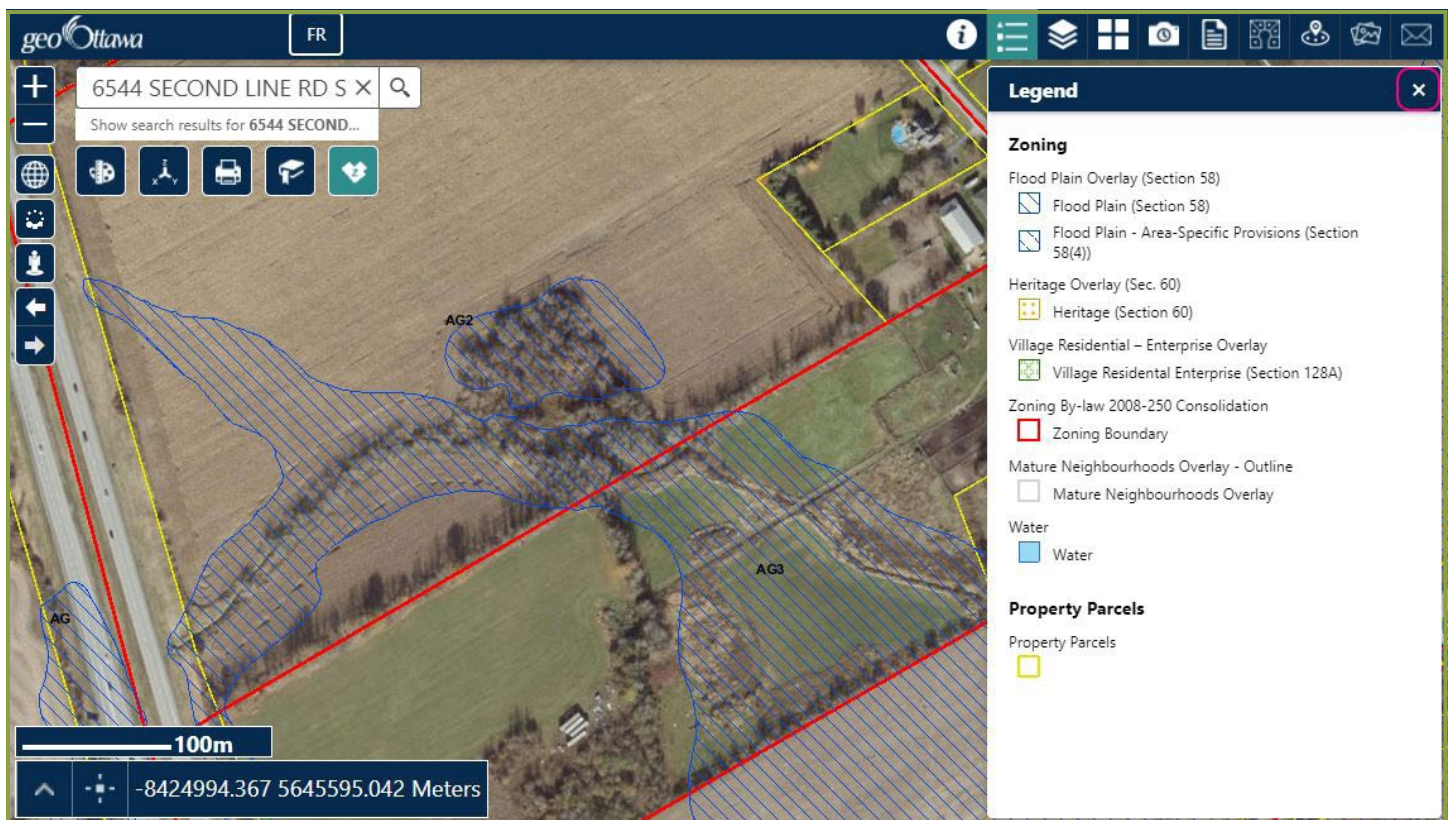 geoOttawa
FR
6544 SECOND LINE RD S
Show search results for 6544 SECOND...
AG2
AG3
AG
100m
-8424994.367 5645595.042 Meters
Legend
Zoning
Flood Plain Overlay (Section 58)
Flood Plain (Section 58)
Flood Plain - Area-Specific Provisions (Section
58(4))
Heritage Overlay (Sec. 60)
Heritage (Section 60)
Village Residential – Enterprise Overlay
Village Residental Enterprise (Section 128A)
Zoning By-law 2008-250 Consolidation
Zoning Boundary
Mature Neighbourhoods Overlay - Outline
Mature Neighbourhoods Overlay
Water
Water
Property Parcels
Property Parcels